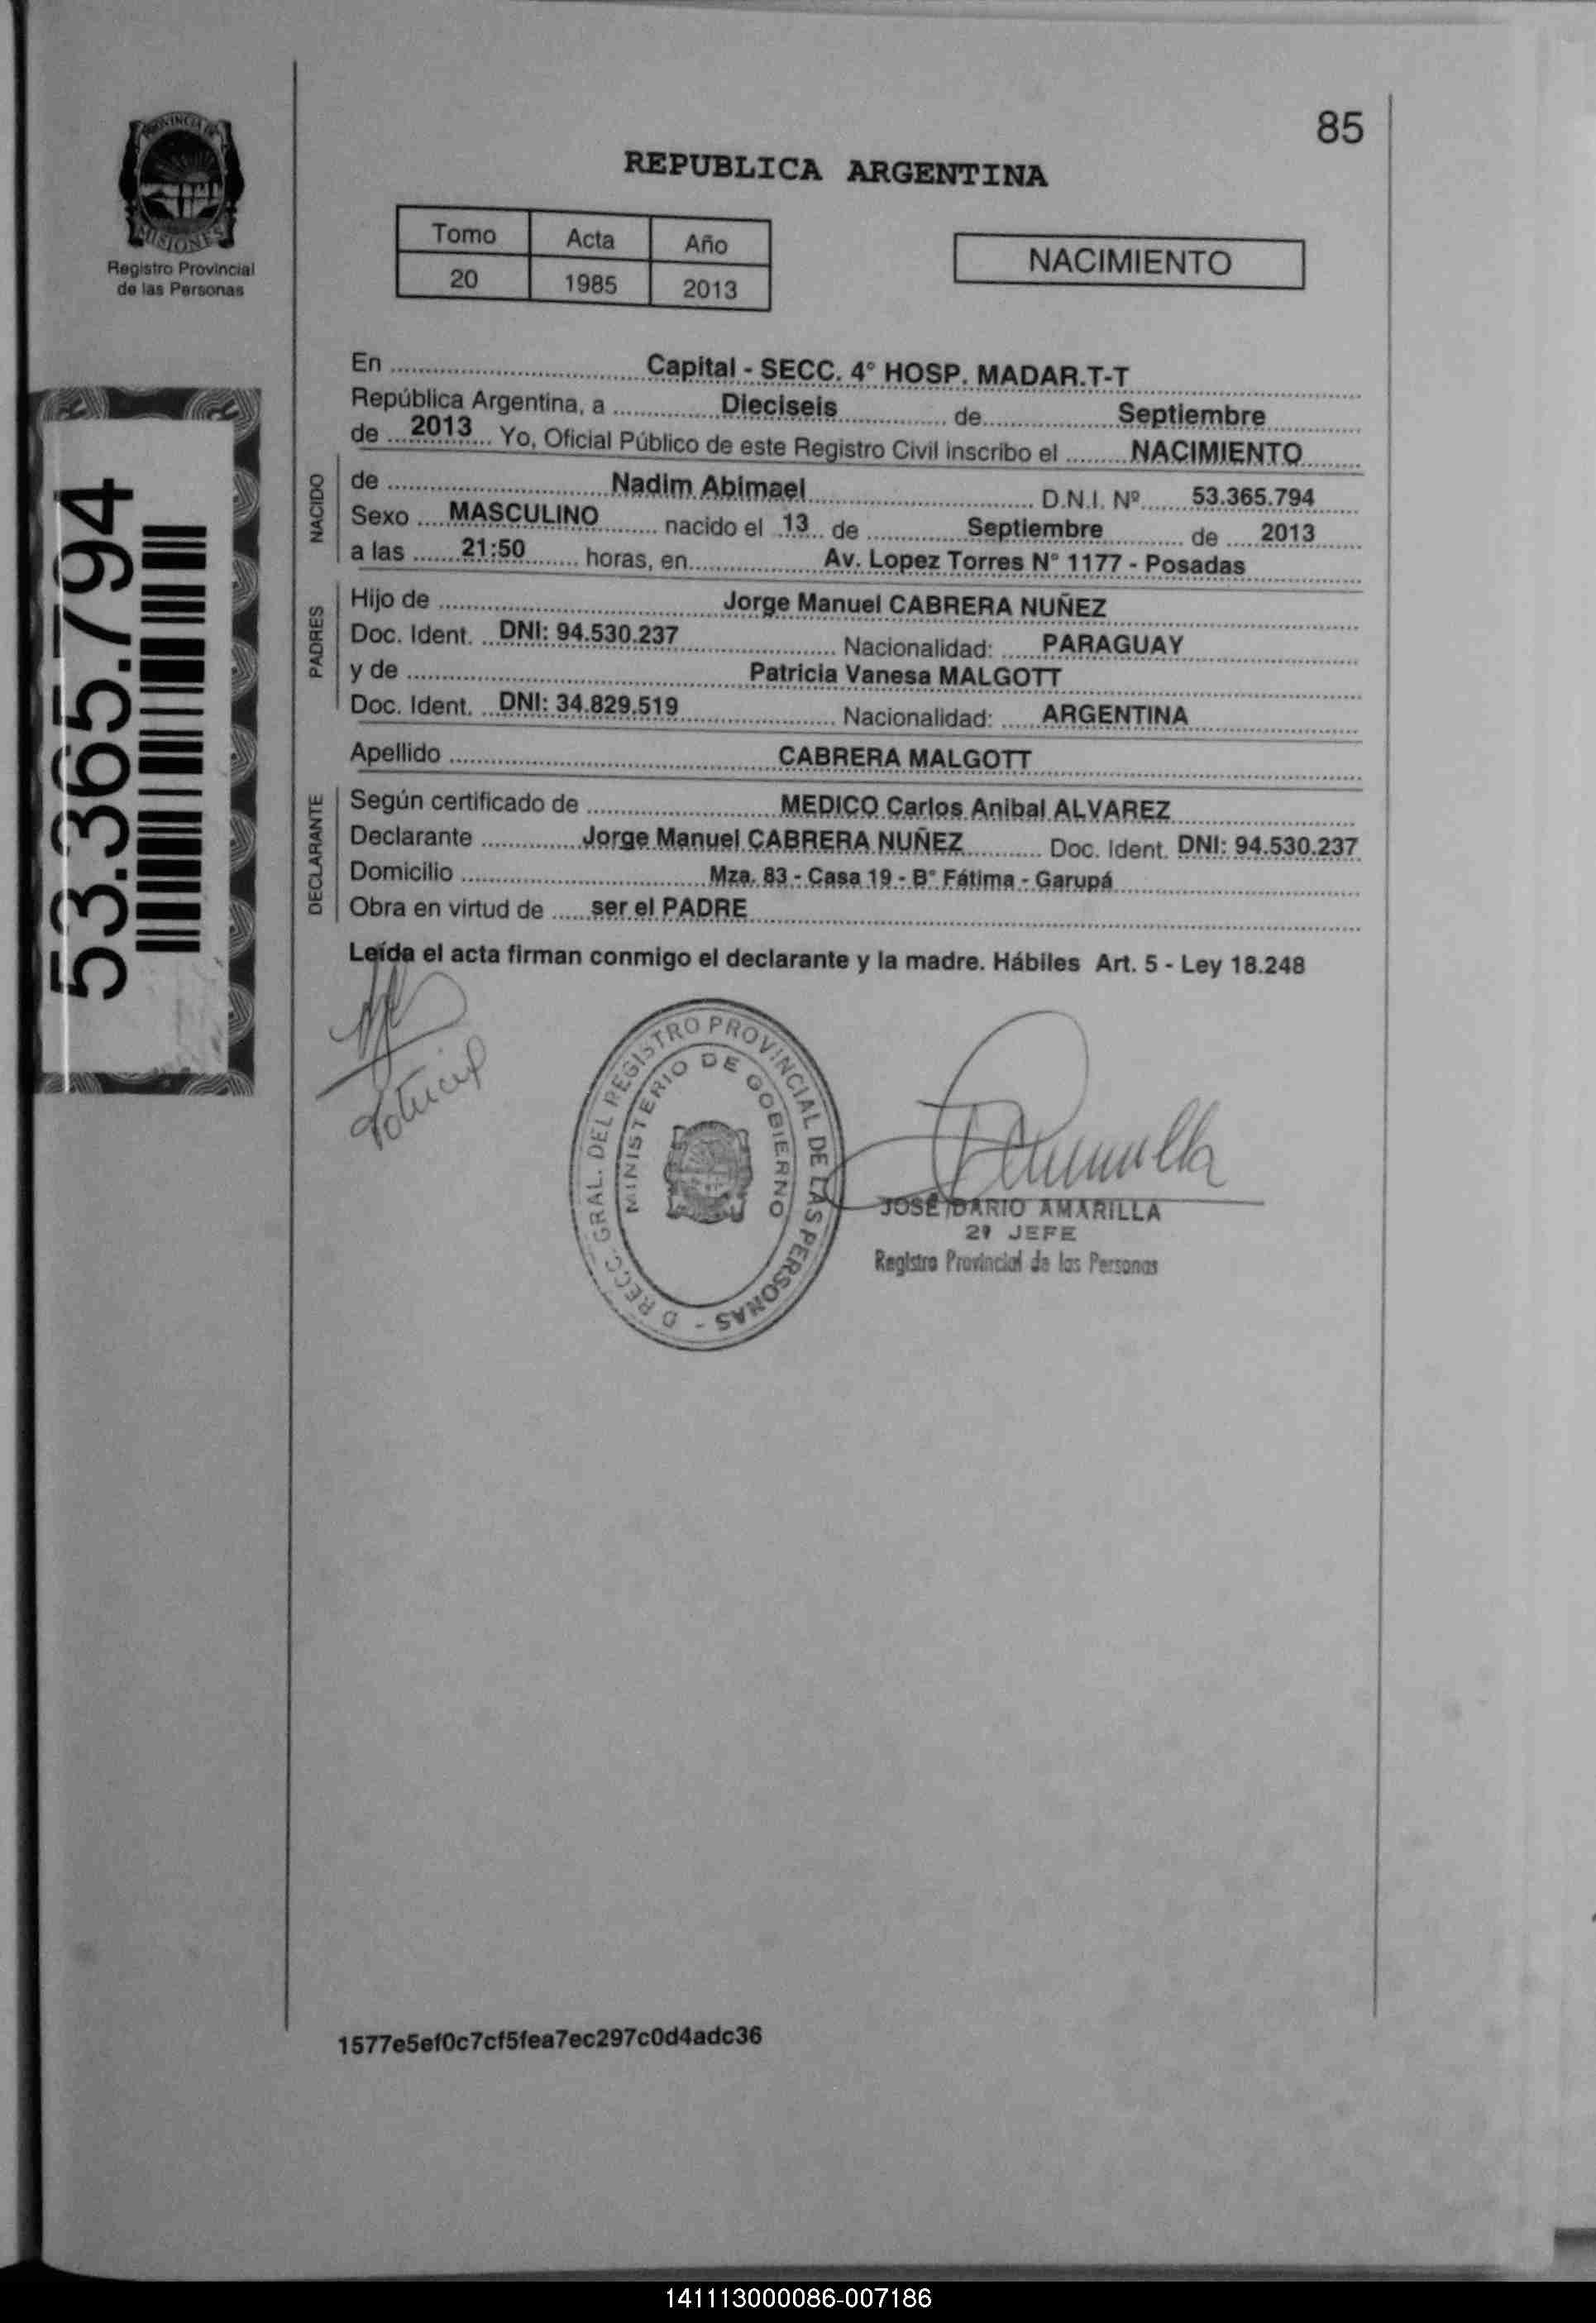 85
REPUBLICA ARGENTINA
PROVINCIA DE
MISIONES
Registro Provincial
de las Personas
Tomo Acta Año
20 1985 2013
NACIMIENTO
En Capital - SECC. 4° HOSP. MADAR.T-T
República Argentina, a Dieciseis de Septiembre
de 2013 Yo, Oficial Público de este Registro Civil inscribo el NACIMIENTO
NACIDO
de Nadim Abimael D.N.I. Nº 53.365.794
Sexo MASCULINO nacido el 13 de Septiembre de 2013
a las 21:50 horas, en Av. Lopez Torres N° 1177 - Posadas
PADRES
Hijo de Jorge Manuel CABRERA NUÑEZ
Doc. Ident. DNI: 94.530.237 Nacionalidad: PARAGUAY
y de Patricia Vanesa MALGOTT
Doc. Ident. DNI: 34.829.519 Nacionalidad: ARGENTINA
Apellido CABRERA MALGOTT
DECLARANTE
Según certificado de MEDICO Carlos Anibal ALVAREZ
Declarante Jorge Manuel CABRERA NUÑEZ Doc. Ident. DNI: 94.530.237
Domicilio Mza. 83 - Casa 19 - B° Fátima - Garupá
Obra en virtud de ser el PADRE
Leída el acta firman conmigo el declarante y la madre. Hábiles Art. 5 - Ley 18.248
53.365.794
D RECC. GRAL. DEL REGISTRO PROVINCIAL DE LAS PERSONAS -
MINISTERIO DE GOBIERNO
JOSÉ DARIO AMARILLA
2º JEFE
Registro Provincial de las Personas
1577e5ef0c7cf5fea7ec297c0d4adc36
141113000086-007186